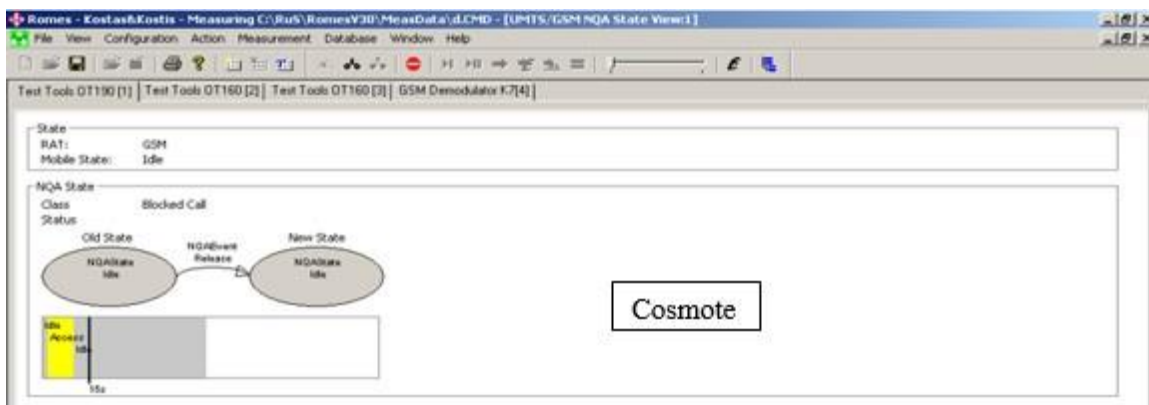 Romes - Kostas&Kostis - Measuring C:\RuS\RomesV30\MeasData\d.CMD - [UMTS/GSM NQA State View:1]
File View Configuration Action Measurement Database Window Help
Test Tools OT190 [1] Test Tools OT160 [2] Test Tools OT160 [3] GSM Demodulator K7[4]
State
RAT: GSM
Mobile State: Idle
NQA State
Class Blocked Call
Status
Old State NQAEvent Release New State
NQAState Idle NQAState Idle
Cosmote
Idle
Access
Idle
15s